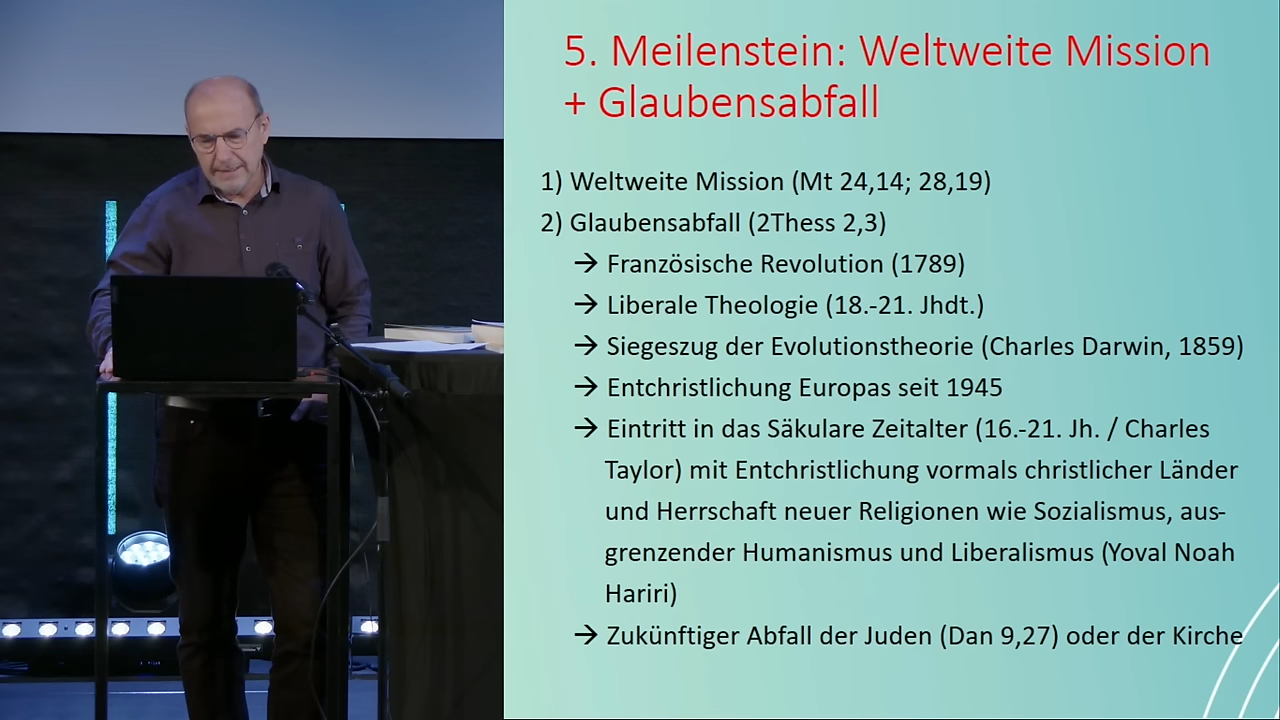 5. Meilenstein: Weltweite Mission
+ Glaubensabfall
1) Weltweite Mission (Mt 24,14; 28,19)
2) Glaubensabfall (2Thess 2,3)
→ Französische Revolution (1789)
→ Liberale Theologie (18.-21. Jhdt.)
→ Siegeszug der Evolutionstheorie (Charles Darwin, 1859)
→ Entchristlichung Europas seit 1945
→ Eintritt in das Säkulare Zeitalter (16.-21. Jh. / Charles
Taylor) mit Entchristlichung vormals christlicher Länder
und Herrschaft neuer Religionen wie Sozialismus, aus-
grenzender Humanismus und Liberalismus (Yoval Noah
Hariri)
→ Zukünftiger Abfall der Juden (Dan 9,27) oder der Kirche